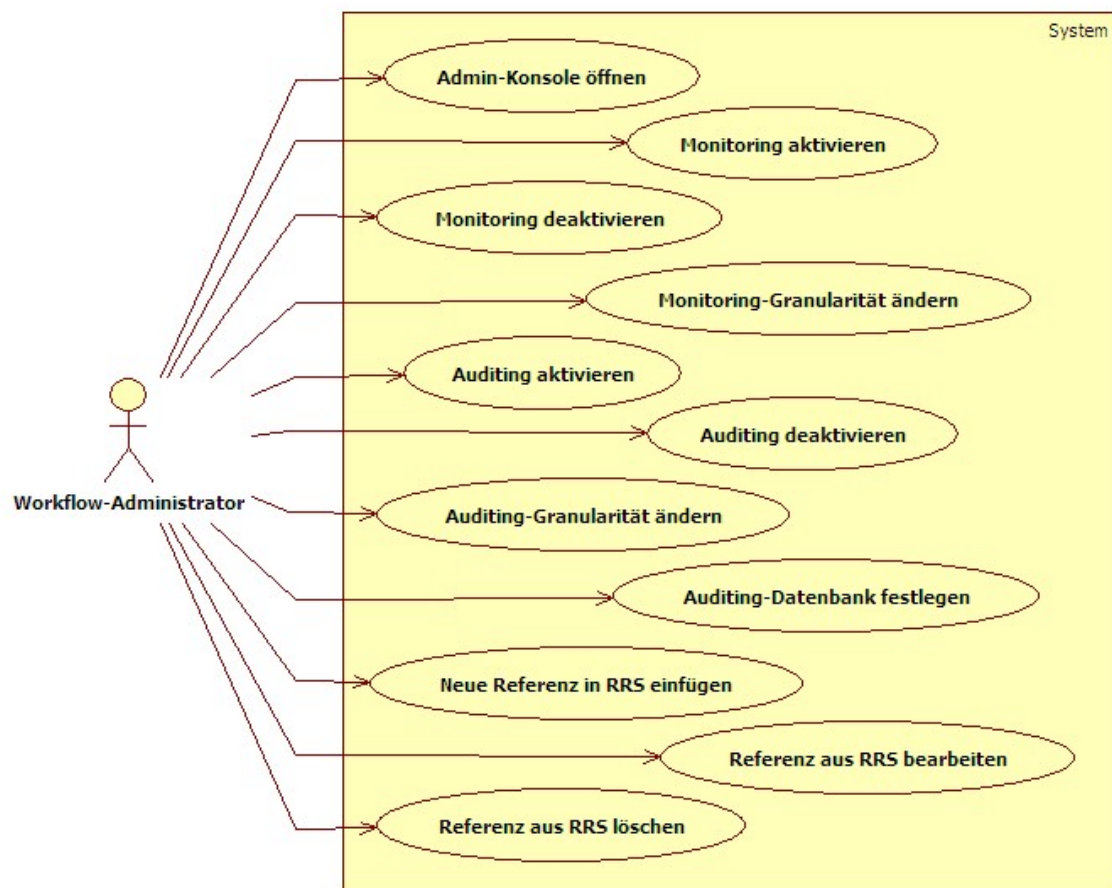 System
Admin-Konsole öffnen
Monitoring aktivieren
Monitoring deaktivieren
Monitoring-Granularität ändern
Auditing aktivieren
Auditing deaktivieren
Workflow-Administrator
Auditing-Granularität ändern
Auditing-Datenbank festlegen
Neue Referenz in RRS einfügen
Referenz aus RRS bearbeiten
Referenz aus RRS löschen